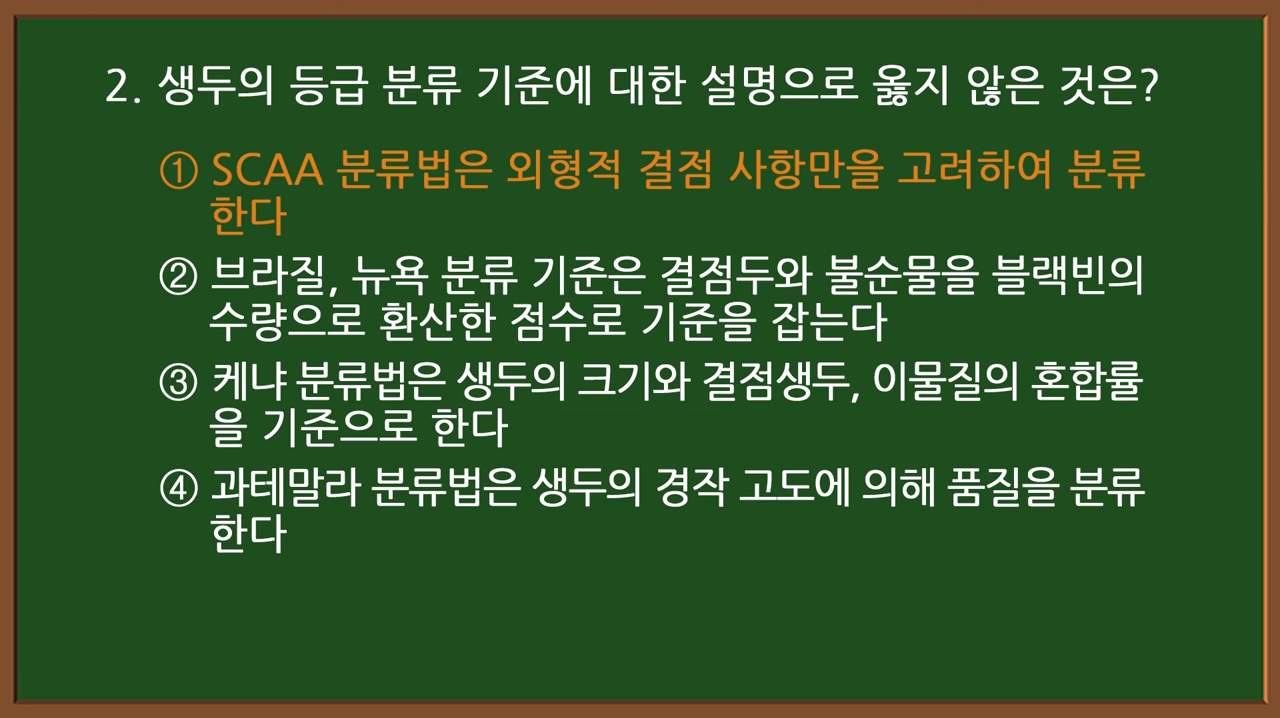 2. 생두의 등급 분류 기준에 대한 설명으로 옳지 않은 것은?
① SCAA 분류법은 외형적 결점 사항만을 고려하여 분류
한다
② 브라질, 뉴욕 분류 기준은 결점두와 불순물을 블랙빈의
수량으로 환산한 점수로 기준을 잡는다
③ 케냐 분류법은 생두의 크기와 결점생두, 이물질의 혼합률
을 기준으로 한다
④ 과테말라 분류법은 생두의 경작 고도에 의해 품질을 분류
한다